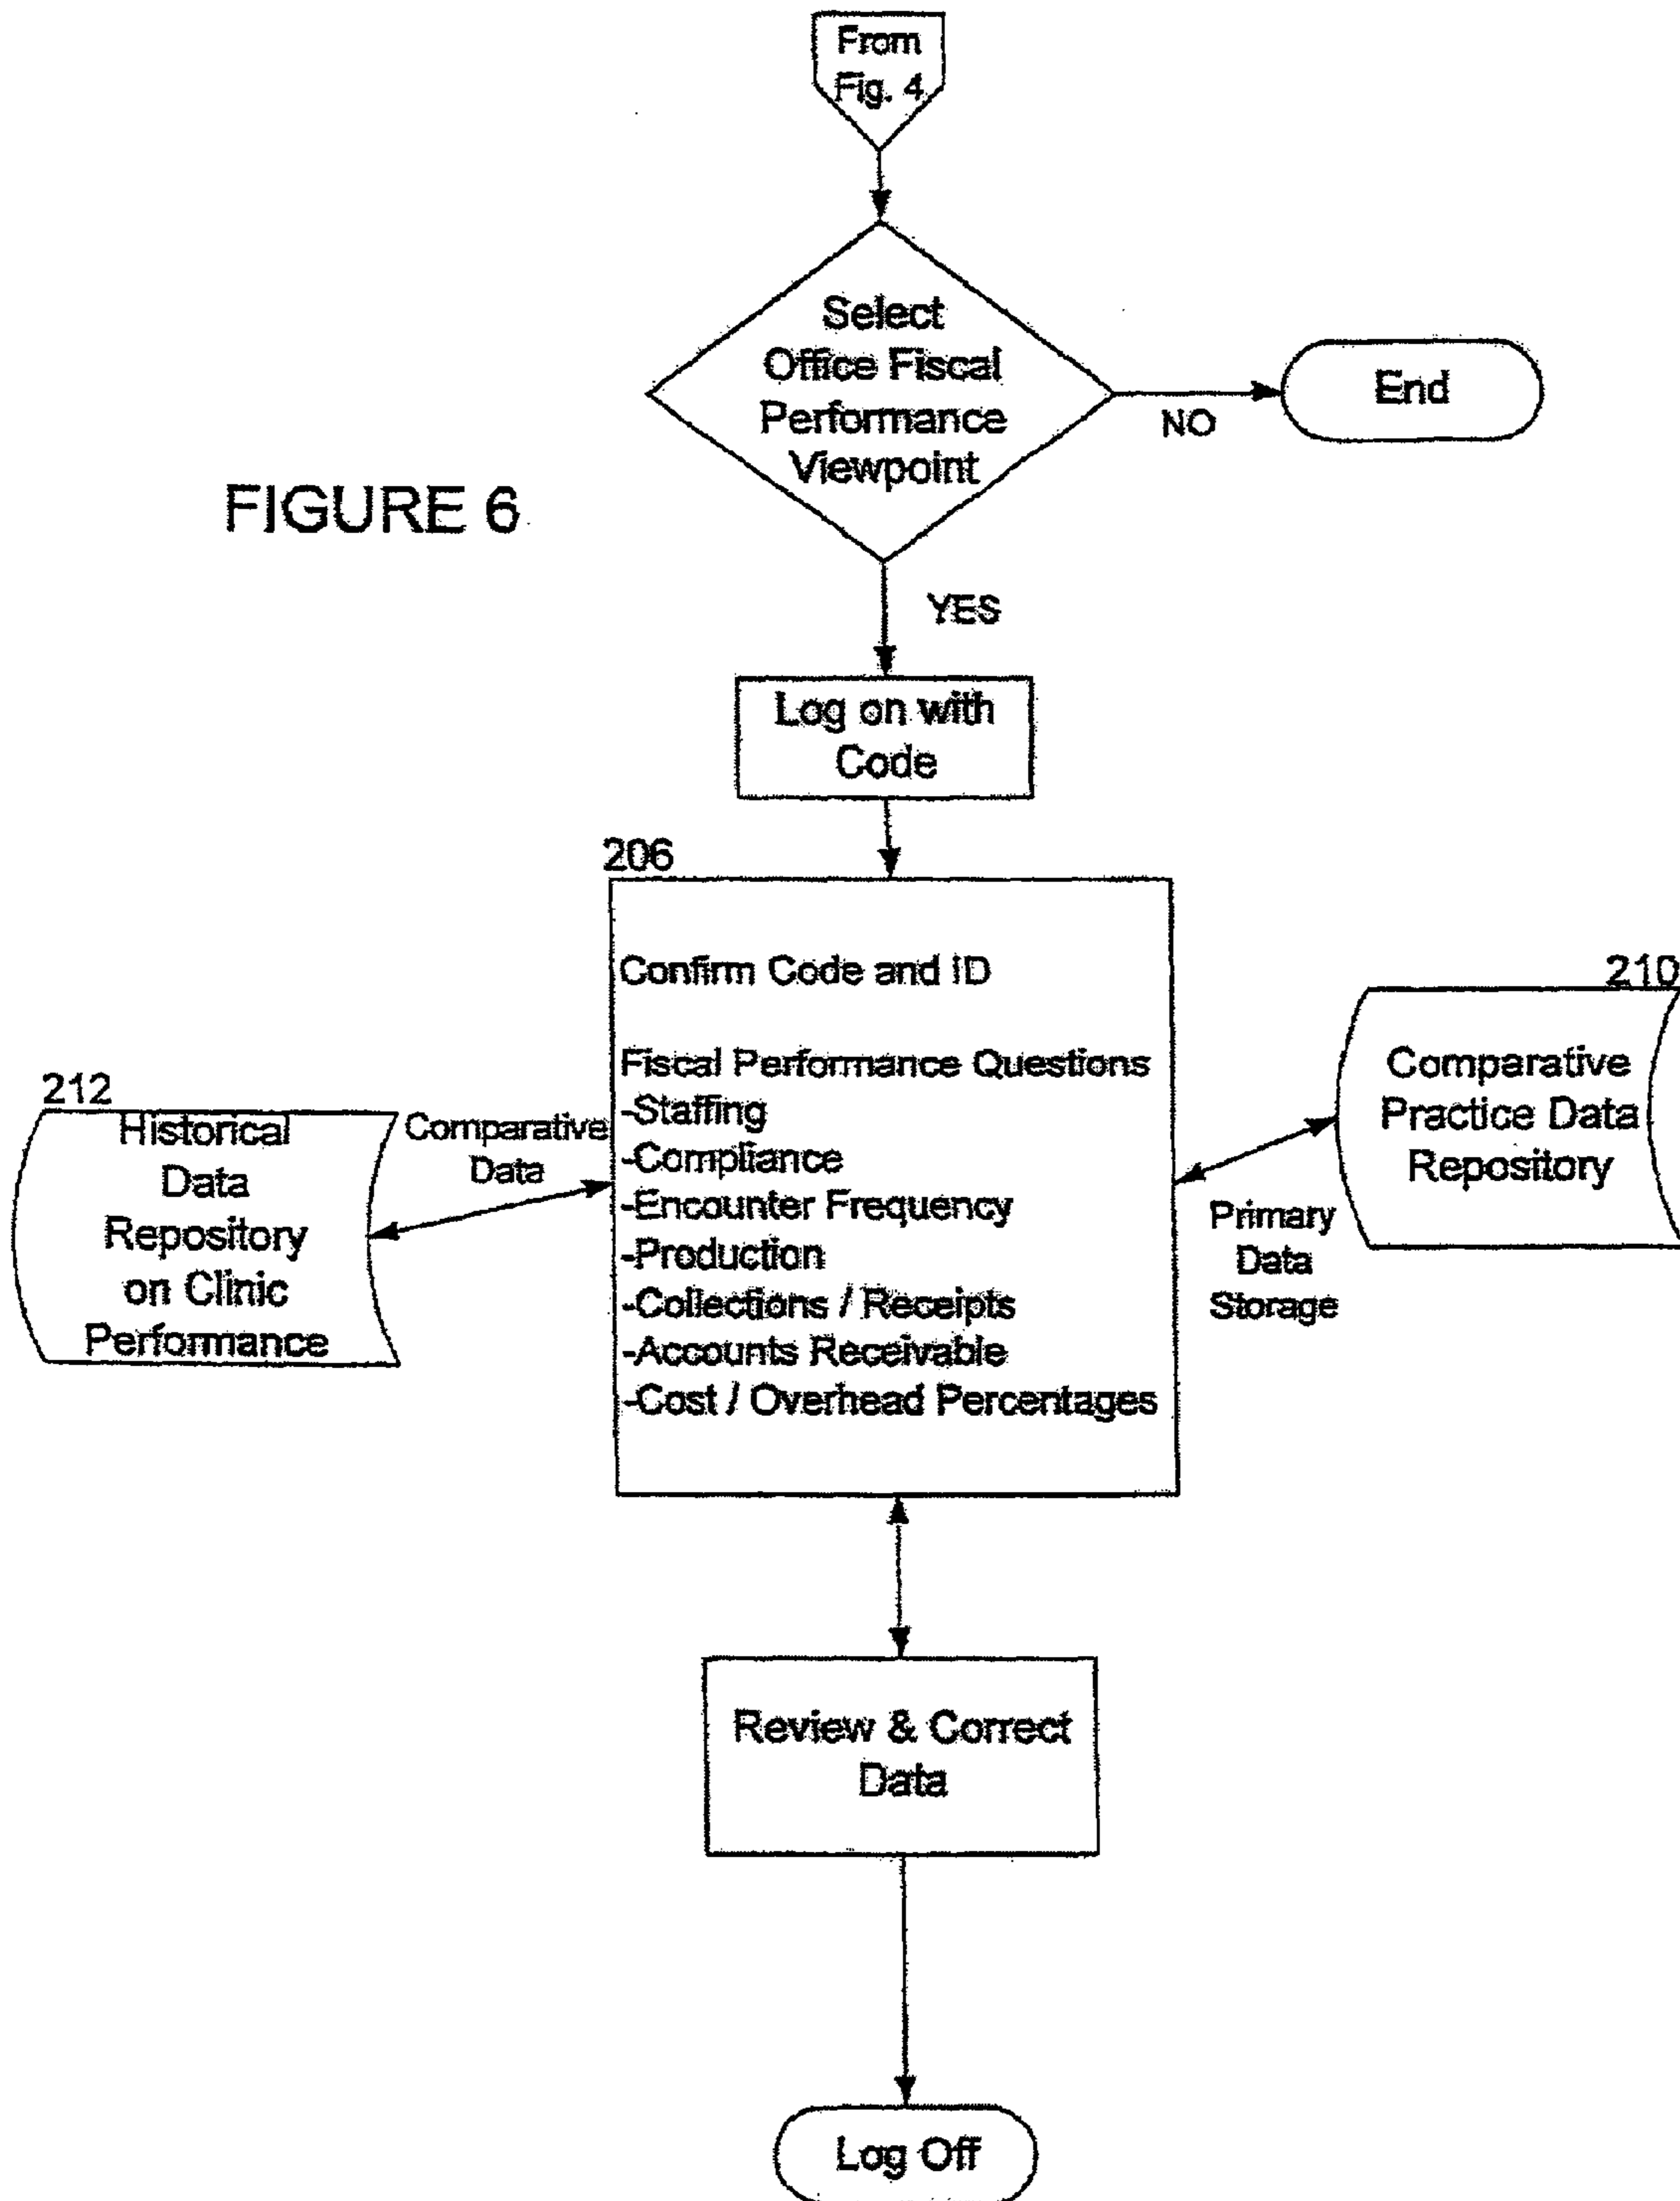 From
Fig. 4
Select
Office Fiscal
Performance
Viewpoint
NO
End
FIGURE 6
YES
Log on with
Code
206
Confirm Code and ID
Fiscal Performance Questions
-Staffing
-Compliance
-Encounter Frequency
-Production
-Collections / Receipts
-Accounts Receivable
-Cost / Overhead Percentages
212
Historical
Data
Repository
on Clinic
Performance
Comparative
Data
210
Comparative
Practice Data
Repository
Primary
Data
Storage
Review & Correct
Data
Log Off